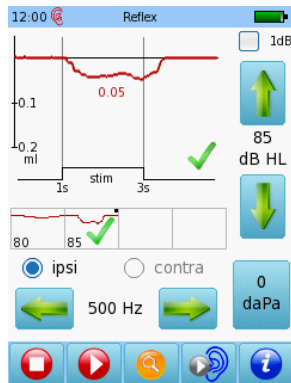 12:00 Reflex
1dB
0.05
-0.1
-0.2
ml
1s stim 3s
85
dB HL
80 85
ipsi contra
500 Hz
0
daPa
i